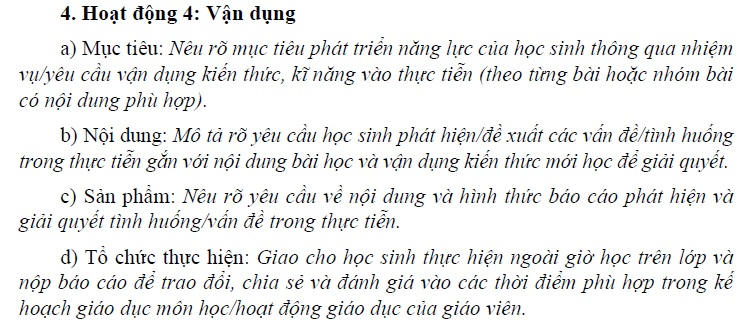 4. Hoạt động 4: Vận dụng
a) Mục tiêu: Nêu rõ mục tiêu phát triển năng lực của học sinh thông qua nhiệm
vụ/yêu cầu vận dụng kiến thức, kĩ năng vào thực tiễn (theo từng bài hoặc nhóm bài
có nội dung phù hợp).
b) Nội dung: Mô tả rõ yêu cầu học sinh phát hiện/đề xuất các vấn đề/tình huống
trong thực tiễn gắn với nội dung bài học và vận dụng kiến thức mới học để giải quyết.
c) Sản phẩm: Nêu rõ yêu cầu về nội dung và hình thức báo cáo phát hiện và
giải quyết tình huống/vấn đề trong thực tiễn.
d) Tổ chức thực hiện: Giao cho học sinh thực hiện ngoài giờ học trên lớp và
nộp báo cáo để trao đổi, chia sẻ và đánh giá vào các thời điểm phù hợp trong kế
hoạch giáo dục môn học/hoạt động giáo dục của giáo viên.